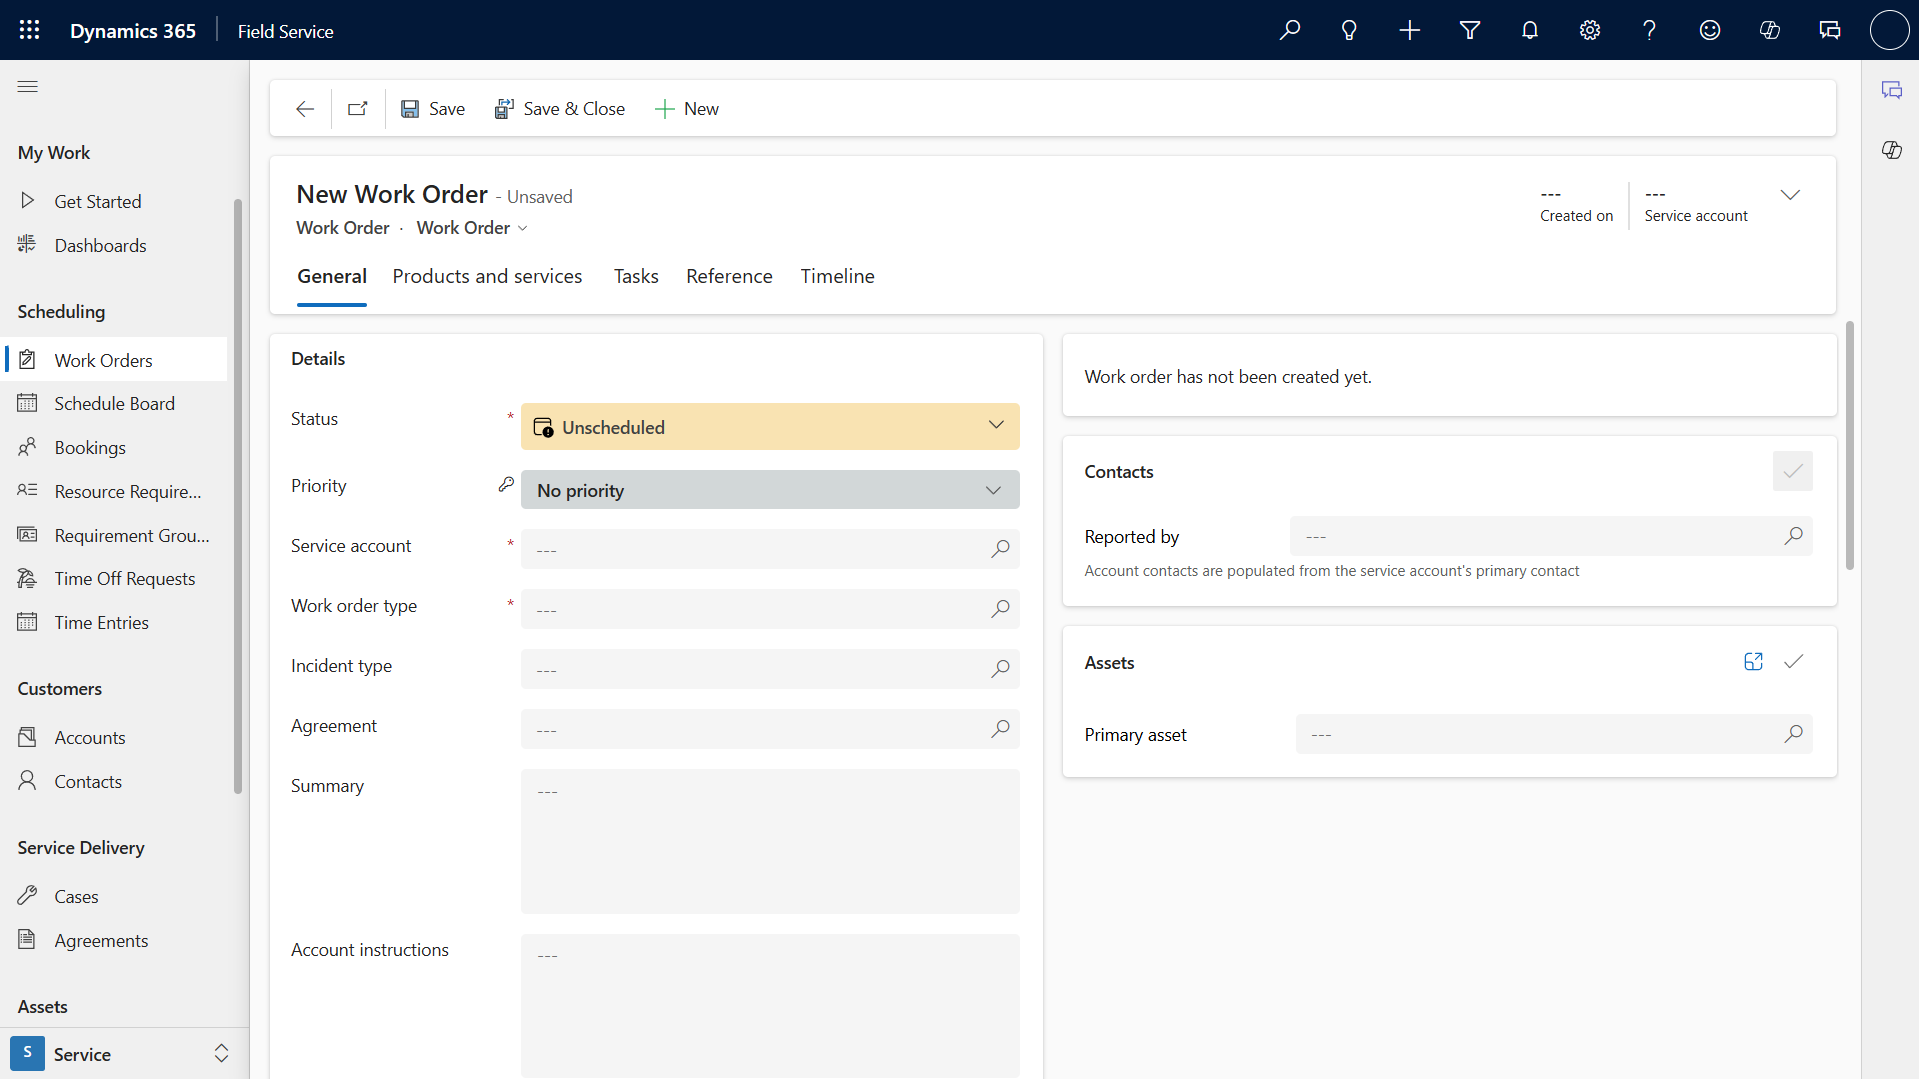 Dynamics 365
Field Service
Save
Save & Close
New
My Work
Get Started
Dashboards
Scheduling
Work Orders
Schedule Board
Bookings
Resource Require...
Requirement Grou...
Time Off Requests
Time Entries
Customers
Accounts
Contacts
Service Delivery
Cases
Agreements
Assets
S
Service
New Work Order - Unsaved
Work Order · Work Order
---
Created on
---
Service account
General
Products and services
Tasks
Reference
Timeline
Details
Status *
Unscheduled
Priority
No priority
Service account *
---
Work order type *
---
Incident type
---
Agreement
---
Summary
---
Account instructions
---
Work order has not been created yet.
Contacts
Reported by
---
Account contacts are populated from the service account's primary contact
Assets
Primary asset
---